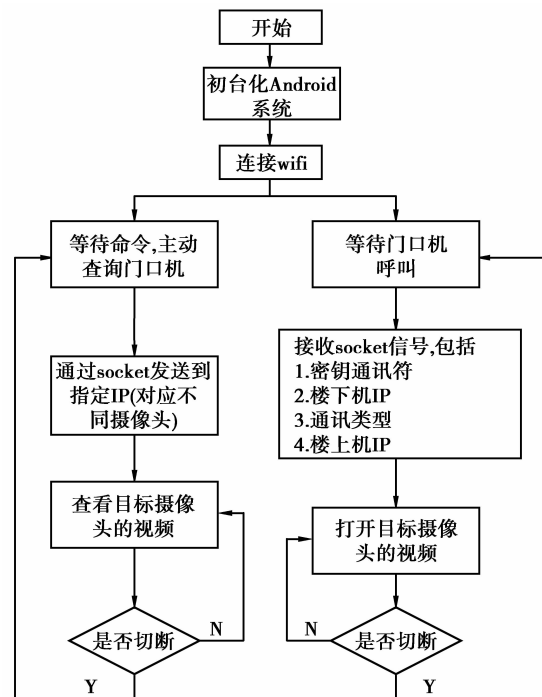 开始
初台化Android
系统
连接wifi
等待命令,主动
查询门口机
通过socket发送到
指定IP(对应不
同摄像头)
查看目标摄像
头的视频
是否切断
N
Y
等待门口机
呼叫
接收socket信号,包括
1.密钥通讯符
2.楼下机IP
3.通讯类型
4.楼上机IP
打开目标摄像
头的视频
N
是否切断
Y